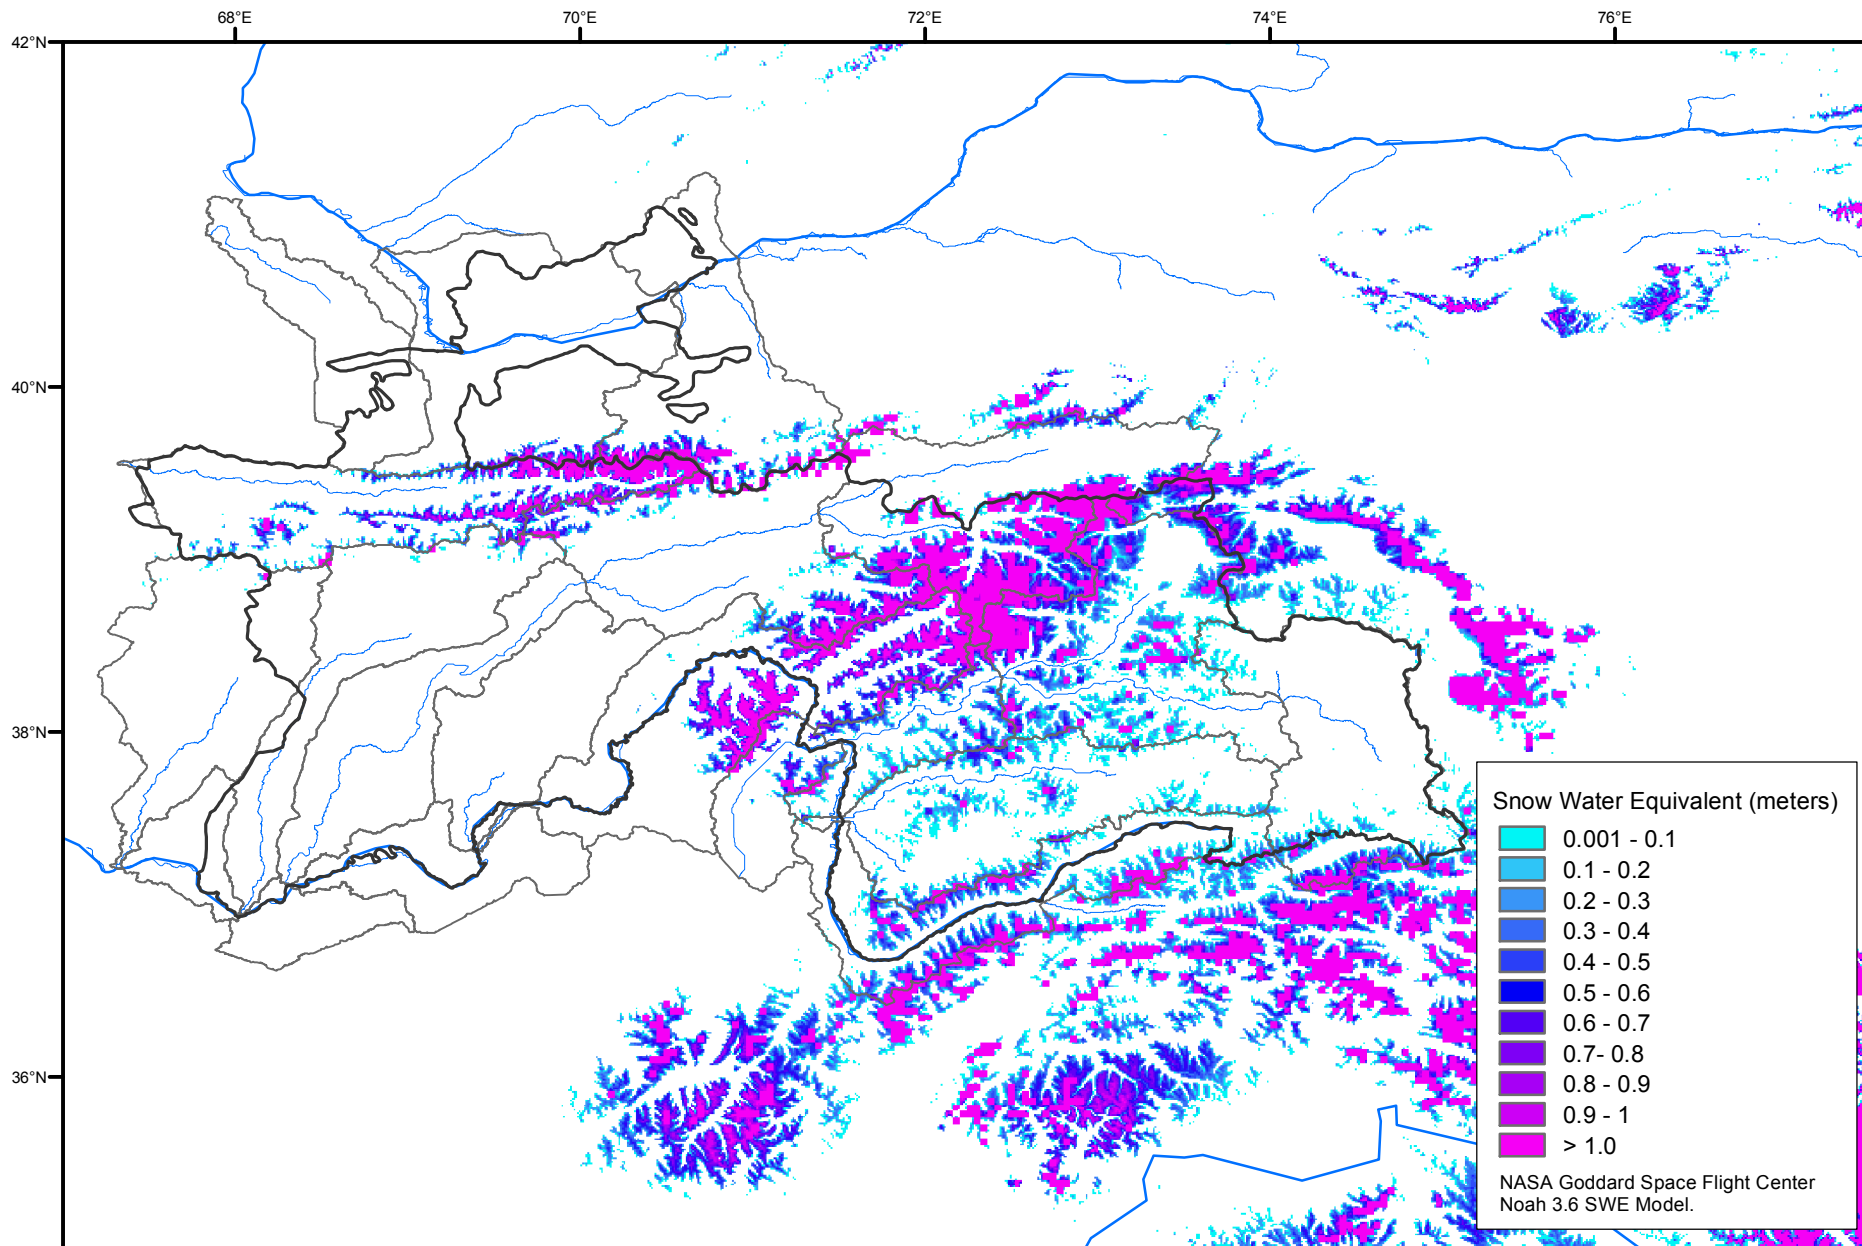 68°E 70°E 72°E 74°E 76°E
42°N
40°N
38°N
36°N
Snow Water Equivalent (meters)
0.001 - 0.1
0.1 - 0.2
0.2 - 0.3
0.3 - 0.4
0.4 - 0.5
0.5 - 0.6
0.6 - 0.7
0.7- 0.8
0.8 - 0.9
0.9 - 1
> 1.0
NASA Goddard Space Flight Center
Noah 3.6 SWE Model.